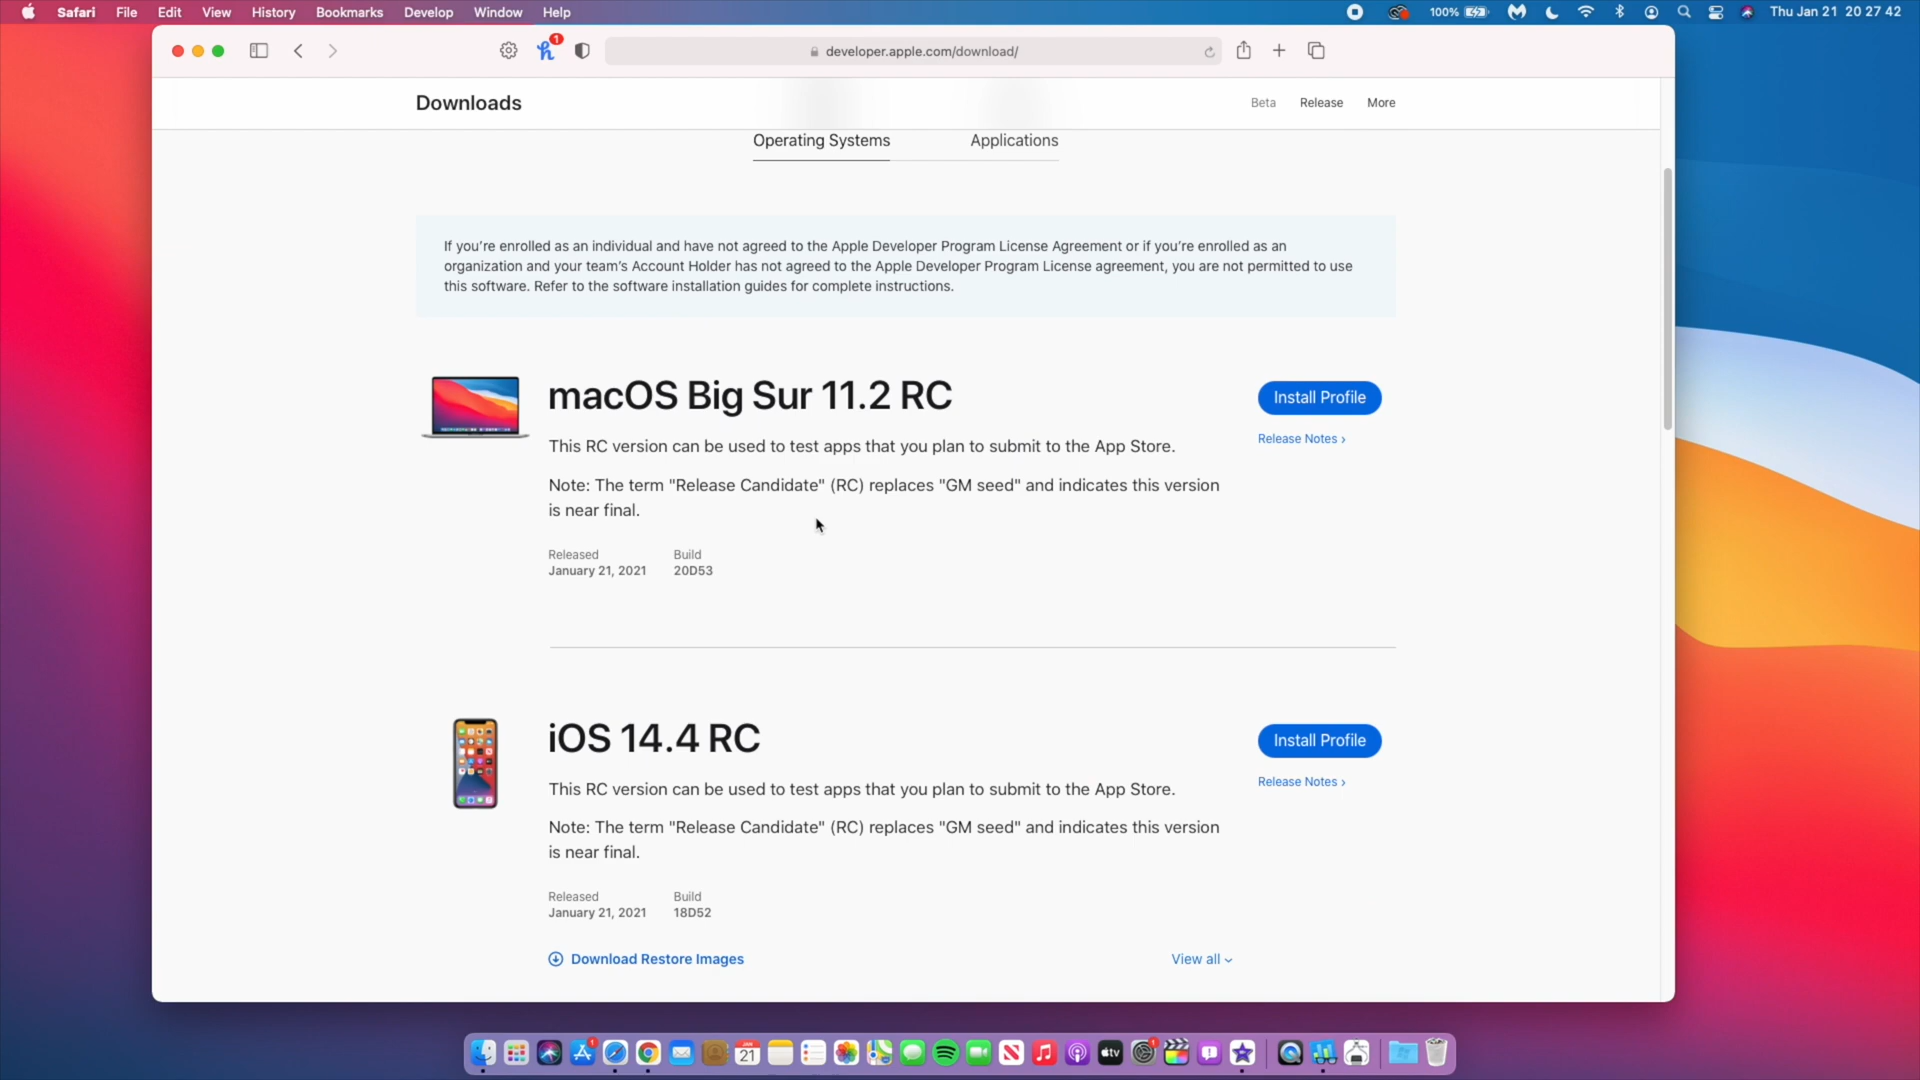 Safari File Edit View History Bookmarks Develop Window Help 100% Thu Jan 21 20 27 42
1
developer.apple.com/download/
Downloads Beta Release More
Operating Systems Applications
If you’re enrolled as an individual and have not agreed to the Apple Developer Program License Agreement or if you’re enrolled as an
organization and your team’s Account Holder has not agreed to the Apple Developer Program License agreement, you are not permitted to use
this software. Refer to the software installation guides for complete instructions.
macOS Big Sur 11.2 RC Install Profile
Release Notes ›
This RC version can be used to test apps that you plan to submit to the App Store.
Note: The term "Release Candidate" (RC) replaces "GM seed" and indicates this version
is near final.
Released Build
January 21, 2021 20D53
iOS 14.4 RC Install Profile
Release Notes ›
This RC version can be used to test apps that you plan to submit to the App Store.
Note: The term "Release Candidate" (RC) replaces "GM seed" and indicates this version
is near final.
Released Build
January 21, 2021 18D52
Download Restore Images View all
1 21 tv 1